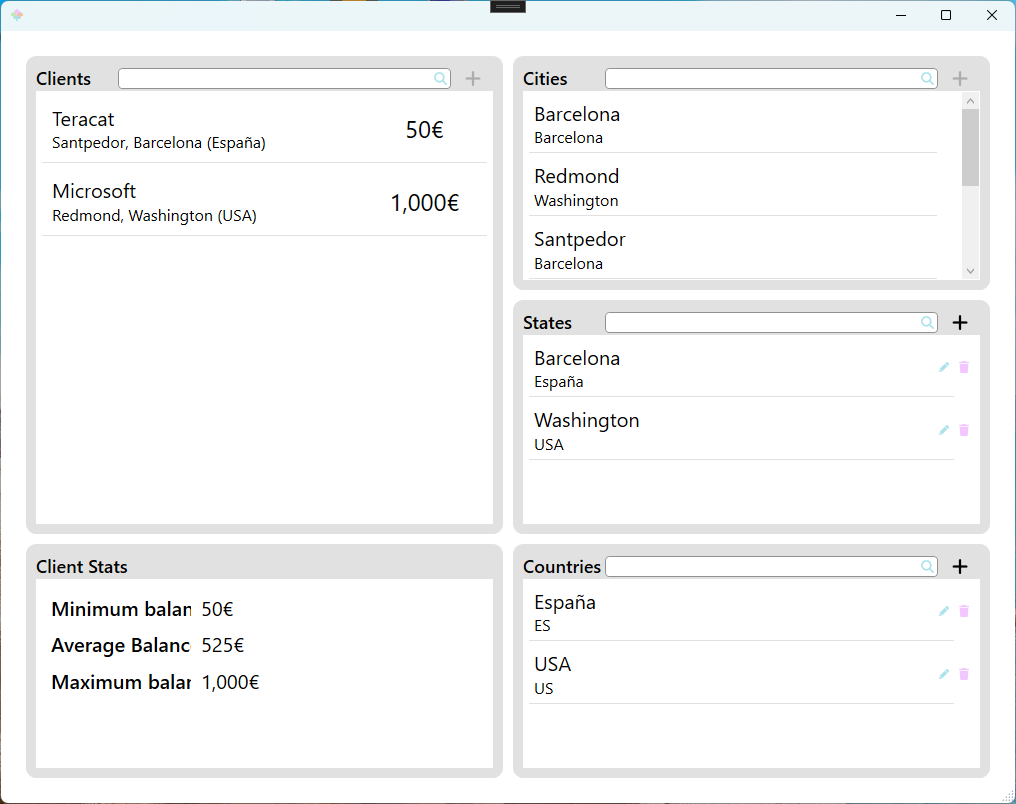 Clients
Teracat
50€
Santpedor, Barcelona (España)
Microsoft
1,000€
Redmond, Washington (USA)
Cities
Barcelona
Barcelona
Redmond
Washington
Santpedor
Barcelona
States
Barcelona
España
Washington
USA
Client Stats
Minimum balan 50€
Average Balanc 525€
Maximum balar 1,000€
Countries
España
ES
USA
US